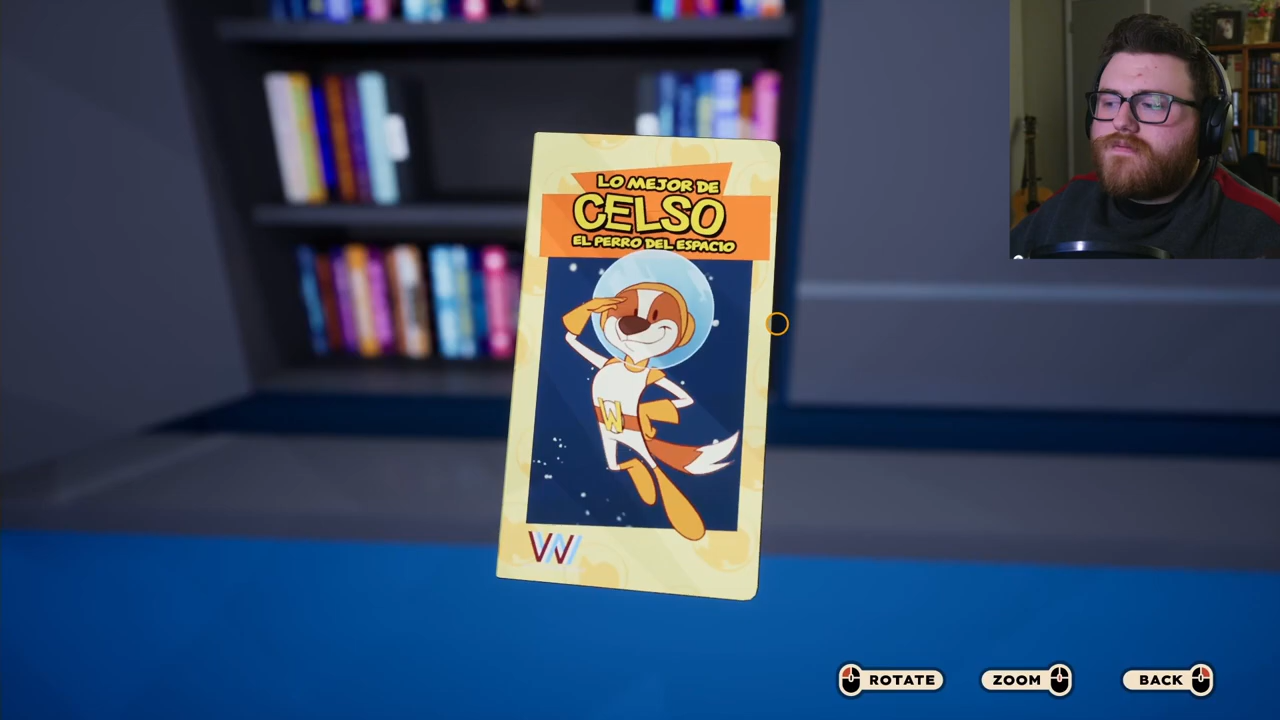 LO MEJOR DE
CELSO
EL PERRO DEL ESPACIO
W
W
ROTATE
ZOOM
BACK